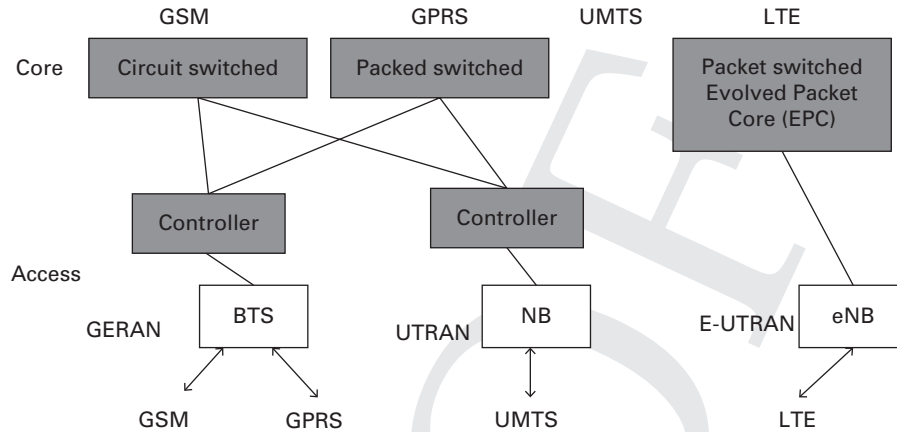 GSM GPRS UMTS LTE
Core
Circuit switched
Packed switched
Packet switched
Evolved Packet
Core (EPC)
Controller
Controller
Access
GERAN
BTS
UTRAN
NB
E-UTRAN
eNB
GSM GPRS UMTS LTE